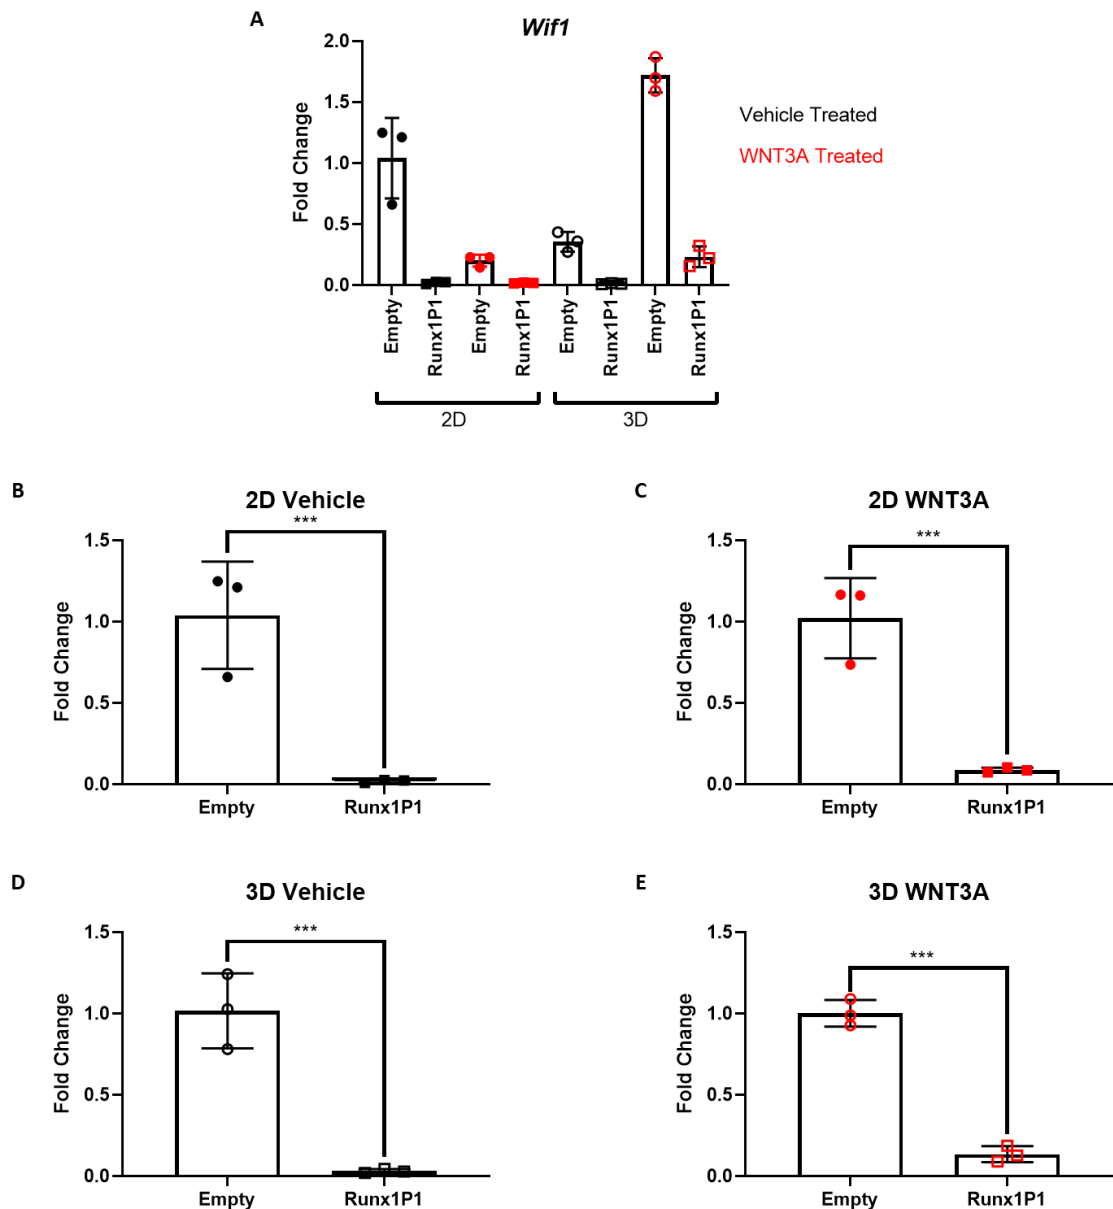 A
Wif1
Fold Change
2.0
1.5
1.0
0.5
0.0
Empty
Runx1P1
Empty
Runx1P1
Empty
Runx1P1
Empty
Runx1P1
2D
3D
Vehicle Treated
WNT3A Treated
B
2D Vehicle
***
Fold Change
1.5
1.0
0.5
0.0
Empty
Runx1P1
C
2D WNT3A
***
Fold Change
1.5
1.0
0.5
0.0
Empty
Runx1P1
D
3D Vehicle
***
Fold Change
1.5
1.0
0.5
0.0
Empty
Runx1P1
E
3D WNT3A
***
Fold Change
1.5
1.0
0.5
0.0
Empty
Runx1P1